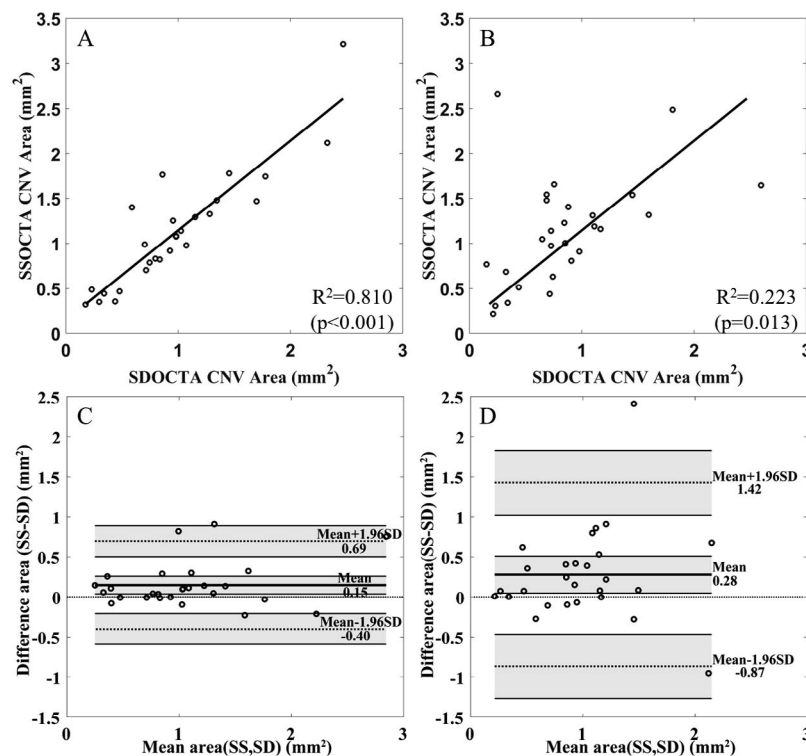 A
SSOCTA CNV Area (mm2)
3.5
3
2.5
2
1.5
1
0.5
0
R2=0.810
(p<0.001)
0
1
2
3
SDOCTA CNV Area (mm2)
B
SSOCTA CNV Area (mm2)
3.5
3
2.5
2
1.5
1
0.5
0
R2=0.223
(p=0.013)
0
1
2
3
SDOCTA CNV Area (mm2)
C
Difference area (SS-SD) (mm²)
2.5
2
1.5
1
0.5
0
-0.5
-1
-1.5
Mean+1.96SD
0.69
Mean
0.15
Mean-1.96SD
-0.40
0
1
2
3
Mean area(SS,SD) (mm²)
D
Difference area(SS-SD) (mm²)
2.5
2
1.5
1
0.5
0
-0.5
-1
-1.5
Mean+1.96SD
1.42
Mean
0.28
Mean-1.96SD
-0.87
0
1
2
3
Mean area(SS,SD) (mm²)